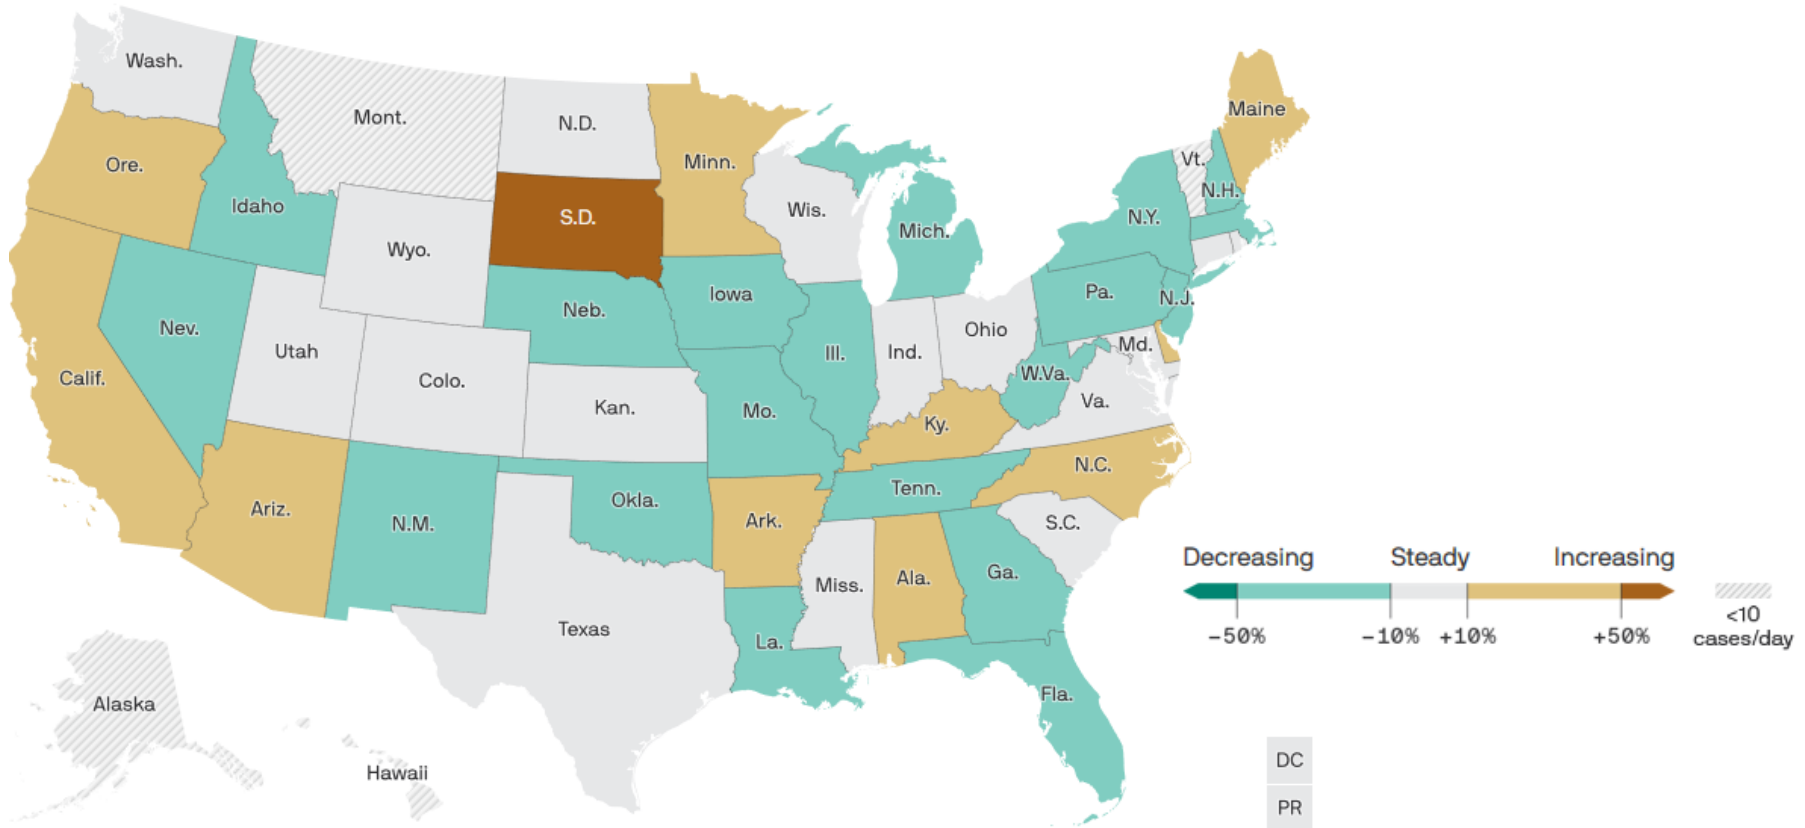 Wash.
Mont.
N.D.
Minn.
Maine
Ore.
Idaho
S.D.
Wis.
Mich.
Vt.
N.H.
N.Y.
Wyo.
Iowa
Neb.
Pa.
N.J.
Nev.
Utah
Colo.
Ill.
Ind.
Ohio
Md.
Calif.
Kan.
Mo.
W.Va.
Va.
Ky.
N.C.
Ariz.
N.M.
Okla.
Ark.
Tenn.
S.C.
Miss.
Ala.
Ga.
Texas
La.
Fla.
Alaska
Hawaii
Decreasing Steady Increasing
−50% −10% +10% +50%
<10
cases/day
DC
PR